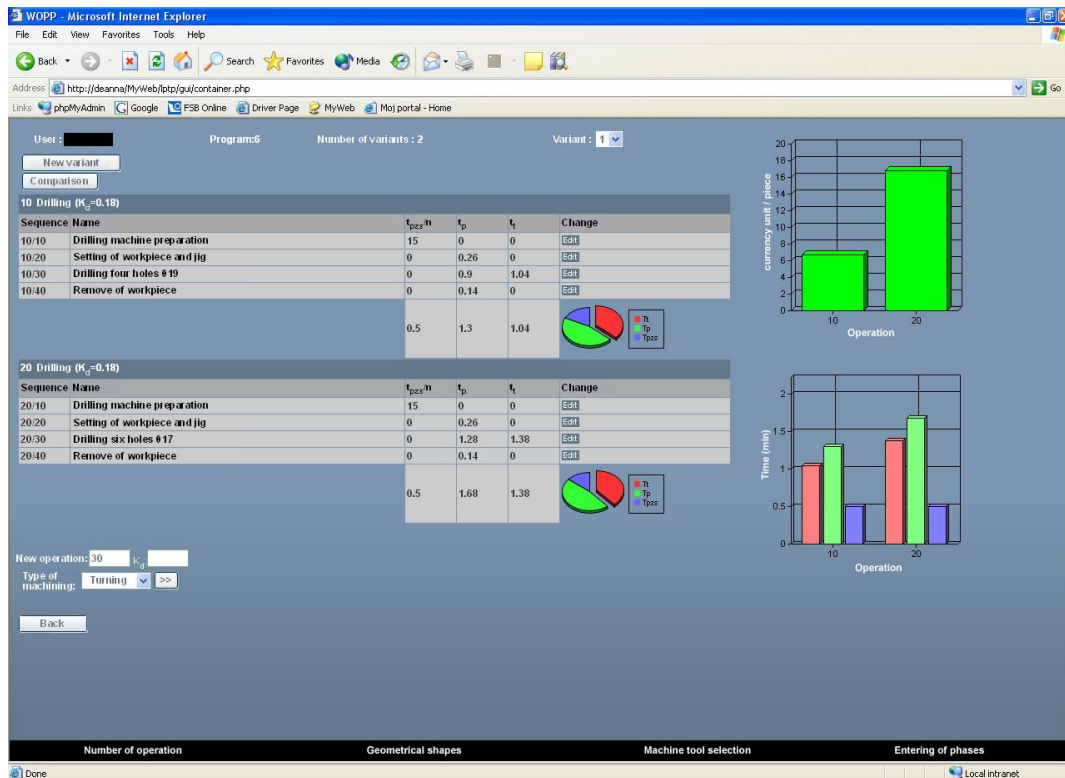 WOPP - Microsoft Internet Explorer
File Edit View Favorites Tools Help
Back Search Favorites Media
Address http://deanna/MyWeb/lptp/gui/container.php Go
Links phpMyAdmin Google FSB Online Driver Page MyWeb Moj portal - Home
User : Program:6 Number of variants : 2 Variant : 1
New variant
Comparison
10 Drilling (Kd=0.18)
Sequence Name tpzs/n tp tt Change
10/10 Drilling machine preparation 15 0 0 Edit
10/20 Setting of workpiece and jig 0 0.26 0 Edit
10/30 Drilling four holes θ19 0 0.9 1.04 Edit
10/40 Remove of workpiece 0 0.14 0 Edit
0.5 1.3 1.04
Tt
Tp
Tpzs
20 Drilling (Kd=0.18)
Sequence Name tpzs/n tp tt Change
20/10 Drilling machine preparation 15 0 0 Edit
20/20 Setting of workpiece and jig 0 0.26 0 Edit
20/30 Drilling six holes θ17 0 1.28 1.38 Edit
20/40 Remove of workpiece 0 0.14 0 Edit
0.5 1.68 1.38
Tt
Tp
Tpzs
New operation: 30 Kd
Type of
machining: Turning >>
Back
currency unit / piece
20
18
16
14
12
10
8
6
4
2
0
10 20
Operation
Time (min)
2
1.5
1
0.5
0
10 20
Operation
Number of operation Geometrical shapes Machine tool selection Entering of phases
Done Local intranet